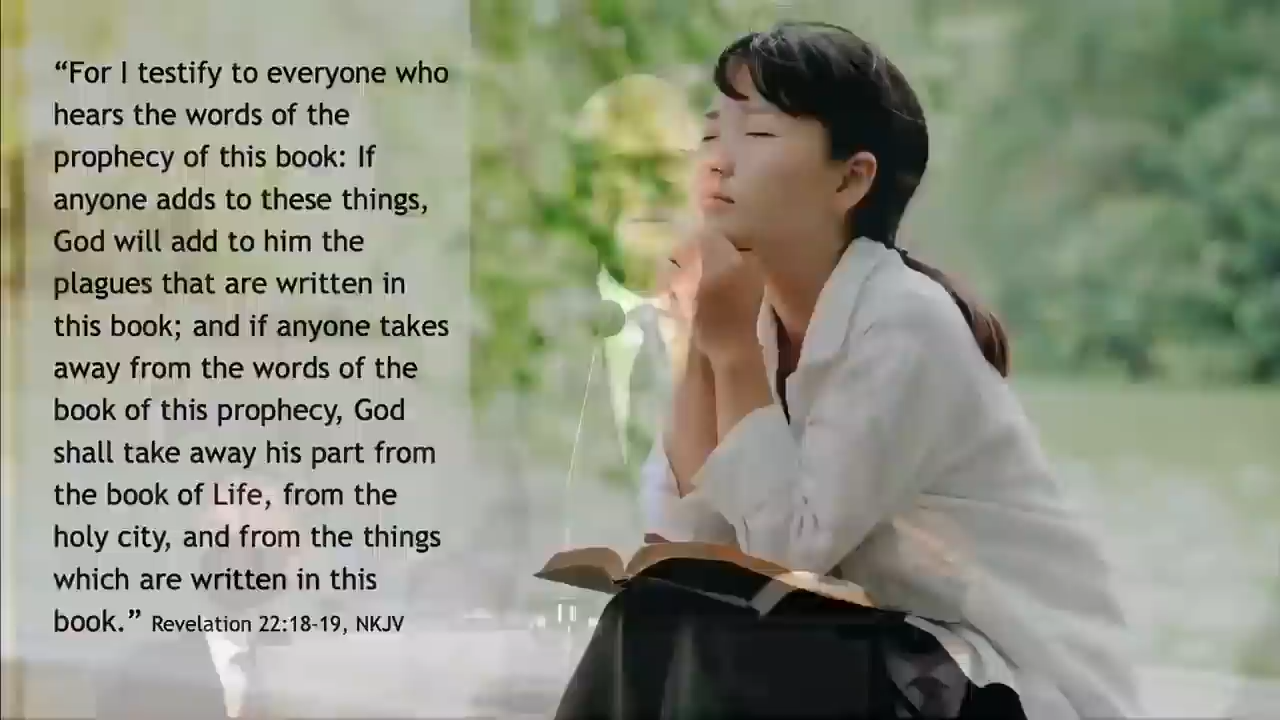 “For I testify to everyone who
hears the words of the
prophecy of this book: If
anyone adds to these things,
God will add to him the
plagues that are written in
this book; and if anyone takes
away from the words of the
book of this prophecy, God
shall take away his part from
the book of Life, from the
holy city, and from the things
which are written in this
book.” Revelation 22:18-19, NKJV